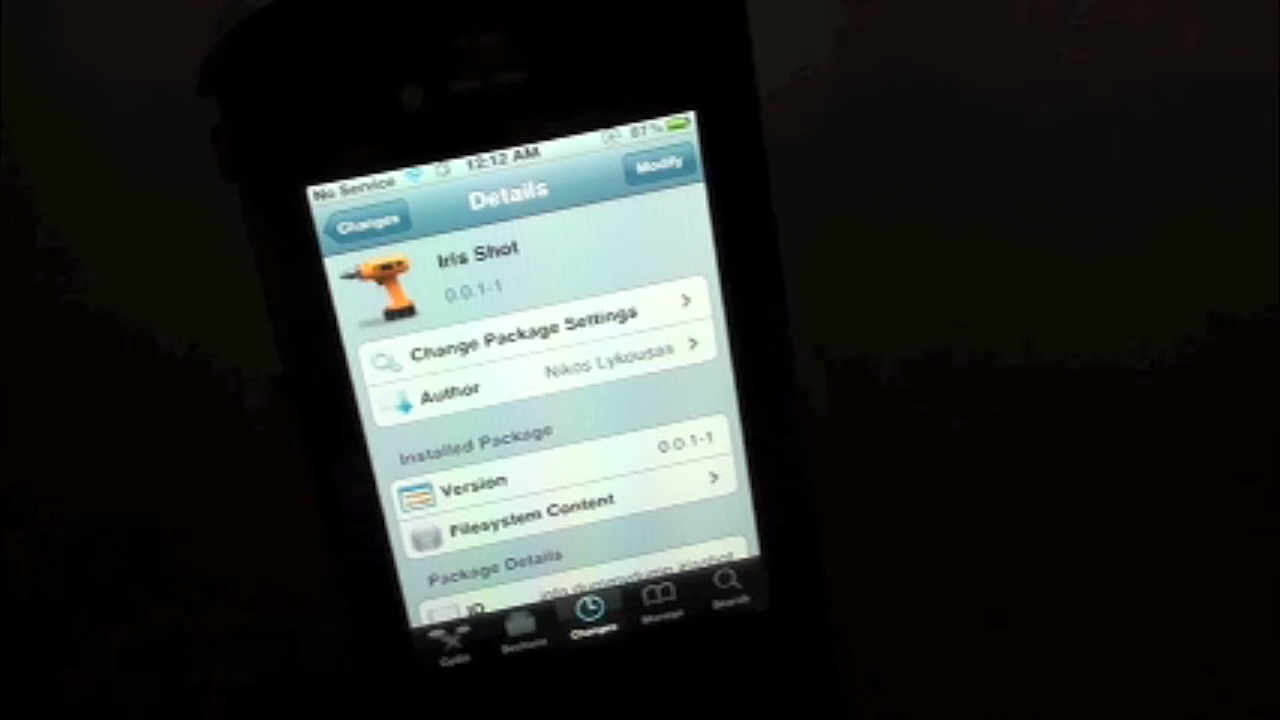 No Service 12:12 AM 87%
Changes Details Modify
Iris Shot
0.0.1-1
Change Package Settings
Author Nikos Lykousas
Installed Package
Version 0.0.1-1
Filesystem Content
Package Details
ID
Cydia Sections Changes Manage Search